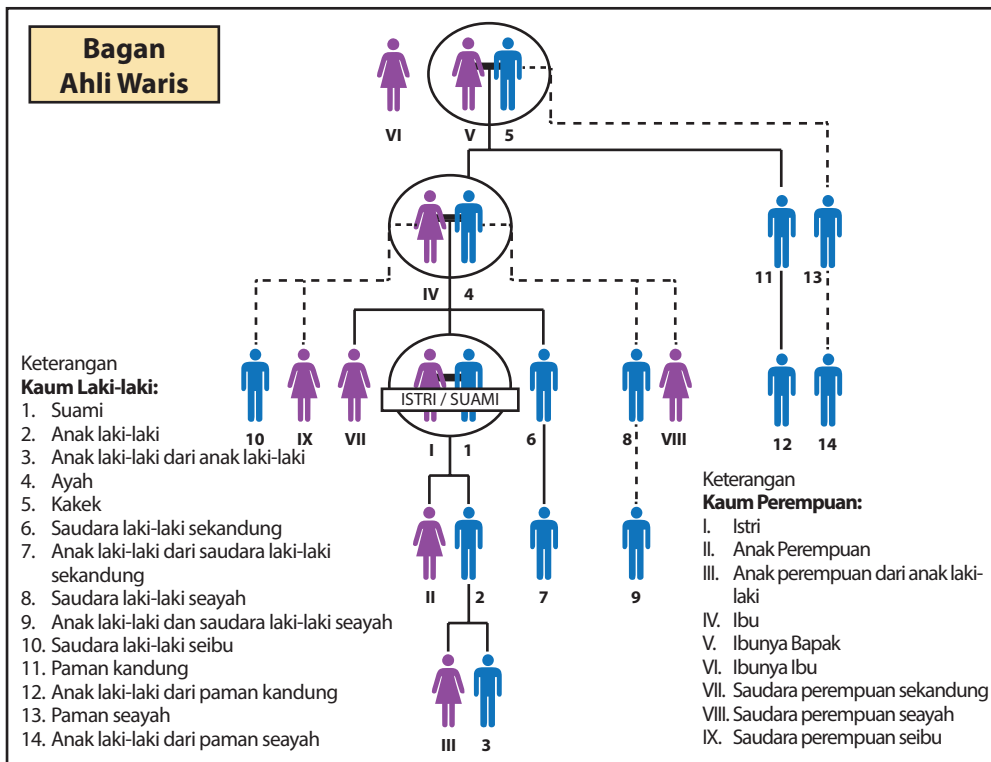 Bagan
Ahli Waris
VI
V
5
11
13
IV
4
ISTRI / SUAMI
10
IX
VII
I
1
6
8
VIII
12
14
II
2
7
9
III
3
Keterangan
Kaum Laki-laki:
1. Suami
2. Anak laki-laki
3. Anak laki-laki dari anak laki-laki
4. Ayah
5. Kakek
6. Saudara laki-laki sekandung
7. Anak laki-laki dari saudara laki-laki
sekandung
8. Saudara laki-laki seayah
9. Anak laki-laki dan saudara laki-laki seayah
10. Saudara laki-laki seibu
11. Paman kandung
12. Anak laki-laki dari paman kandung
13. Paman seayah
14. Anak laki-laki dari paman seayah
Keterangan
Kaum Perempuan:
I. Istri
II. Anak Perempuan
III. Anak perempuan dari anak laki-
laki
IV. Ibu
V. Ibunya Bapak
VI. Ibunya Ibu
VII. Saudara perempuan sekandung
VIII. Saudara perempuan seayah
IX. Saudara perempuan seibu